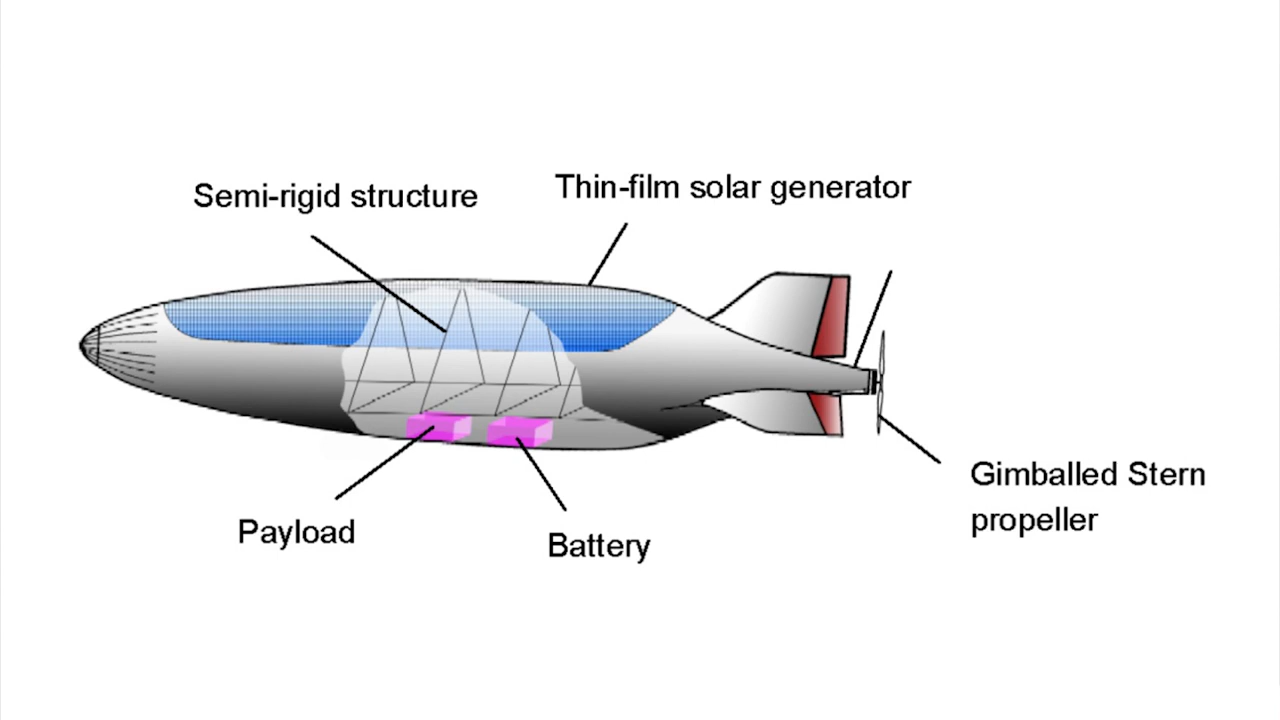 Semi-rigid structure
Thin-film solar generator
Gimballed Stern
propeller
Payload
Battery